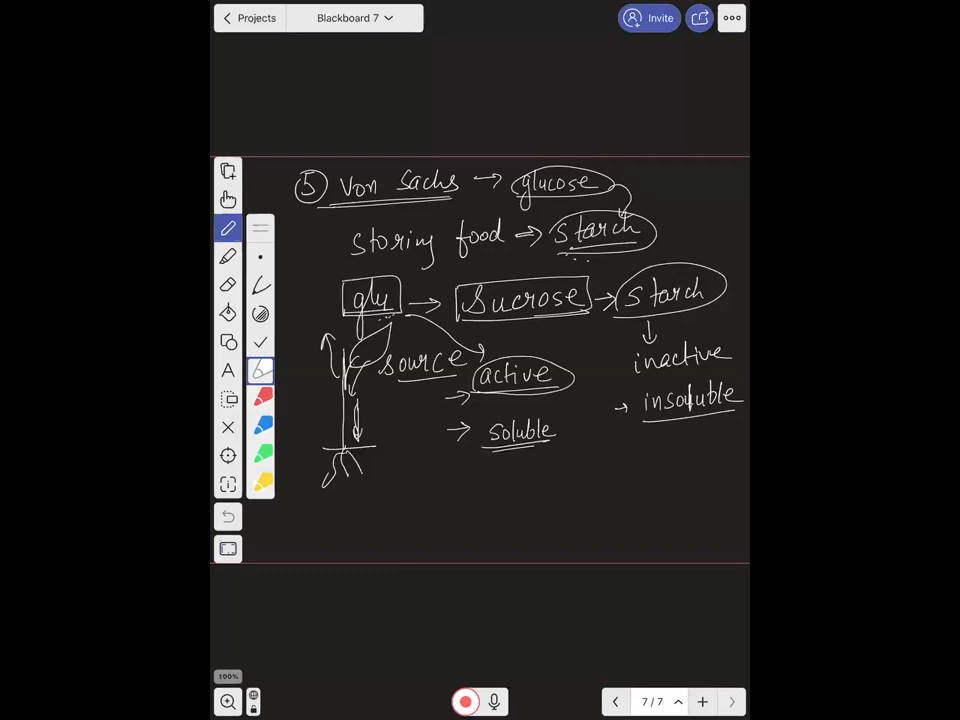 Projects
Blackboard 7
Invite
⑤ Von Sachs → glucose
storing food ⇒ starch
gly → Sucrose → starch
source
active
inactive
→ insoluble
→ soluble
A
100%
7/7